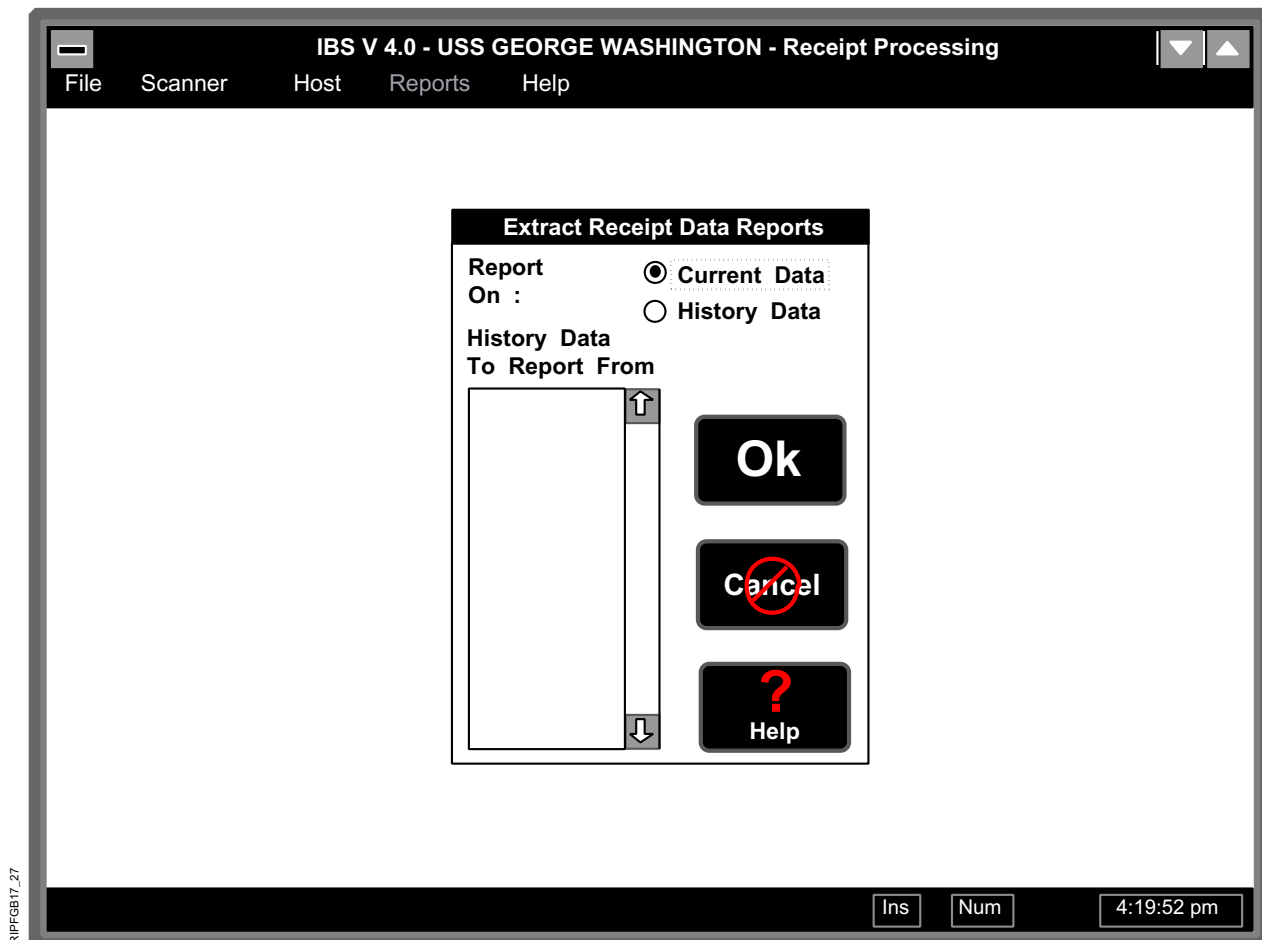 IBS V 4.0 - USS GEORGE WASHINGTON - Receipt Processing
File Scanner Host Reports Help
Extract Receipt Data Reports
Report
On :
Current Data
History Data
History Data
To Report From
Ok
Cancel
?
Help
Ins Num 4:19:52 pm
RIPFGB17_27